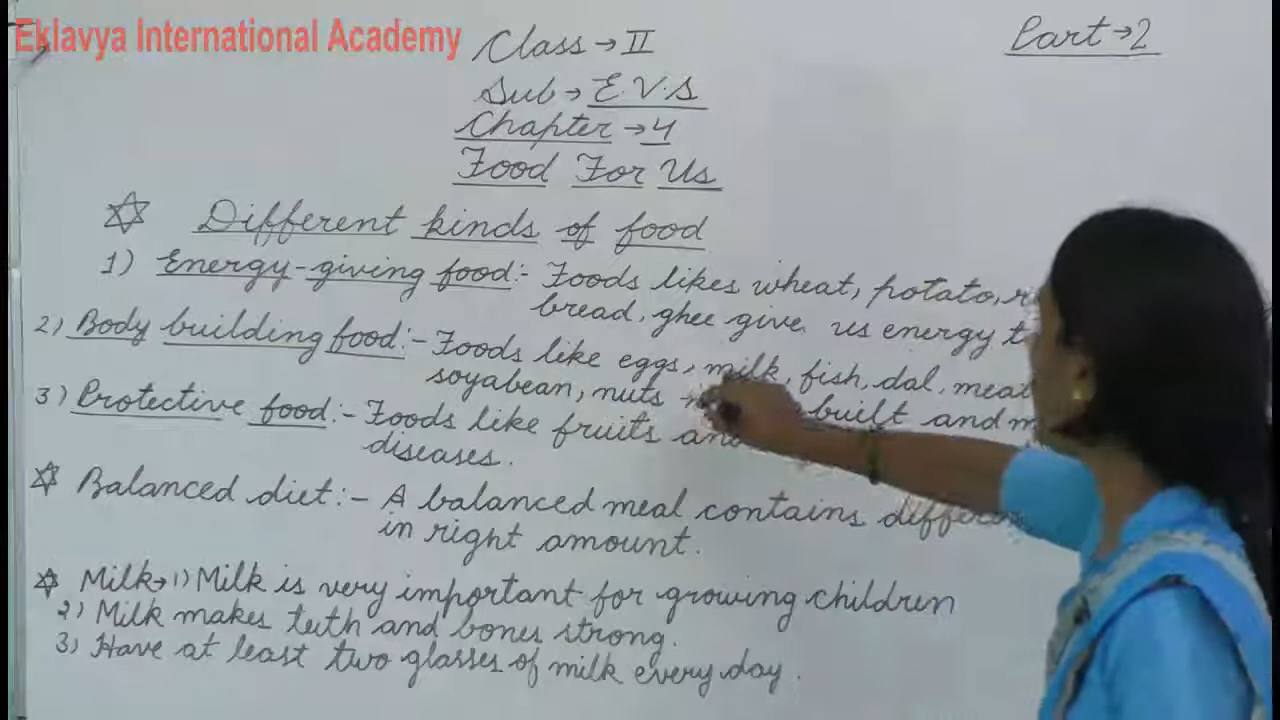 Eklavya International Academy
Class → II
Part → 2
Sub → E.V.S
Chapter → 4
Food For Us
Different kinds of food
1) Energy-giving food:- Foods likes wheat, potato,
bread, ghee give us energy
2) Body building food:- Foods like eggs, milk, fish, dal, meat
soyabean, nuts built and
3) Protective food:- Foods like fruits and
diseases.
Balanced diet:- A balanced meal contains
in right amount.
Milk → 1) Milk is very important for growing children
2) Milk makes teeth and bones strong.
3) Have at least two glasses of milk every day.